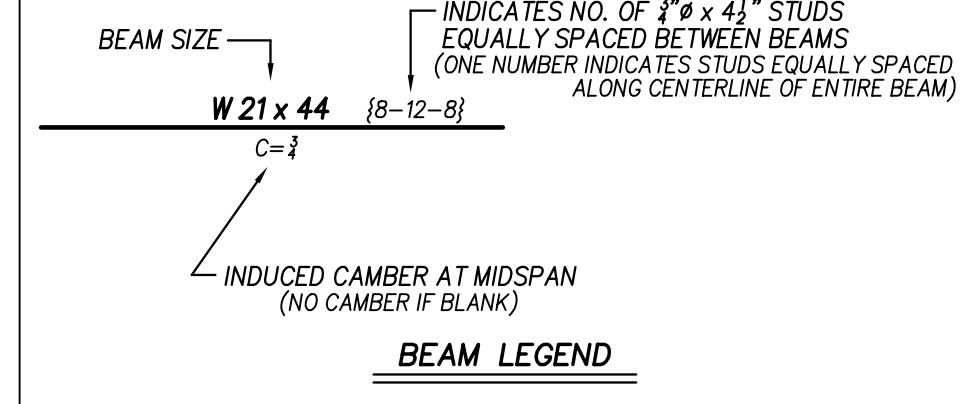 INDICATES NO. OF 3/4"ø x 4 1/2" STUDS
EQUALLY SPACED BETWEEN BEAMS
(ONE NUMBER INDICATES STUDS EQUALLY SPACED
ALONG CENTERLINE OF ENTIRE BEAM)
BEAM SIZE
W 21 x 44 {8-12-8}
C=3/4
INDUCED CAMBER AT MIDSPAN
(NO CAMBER IF BLANK)
BEAM LEGEND